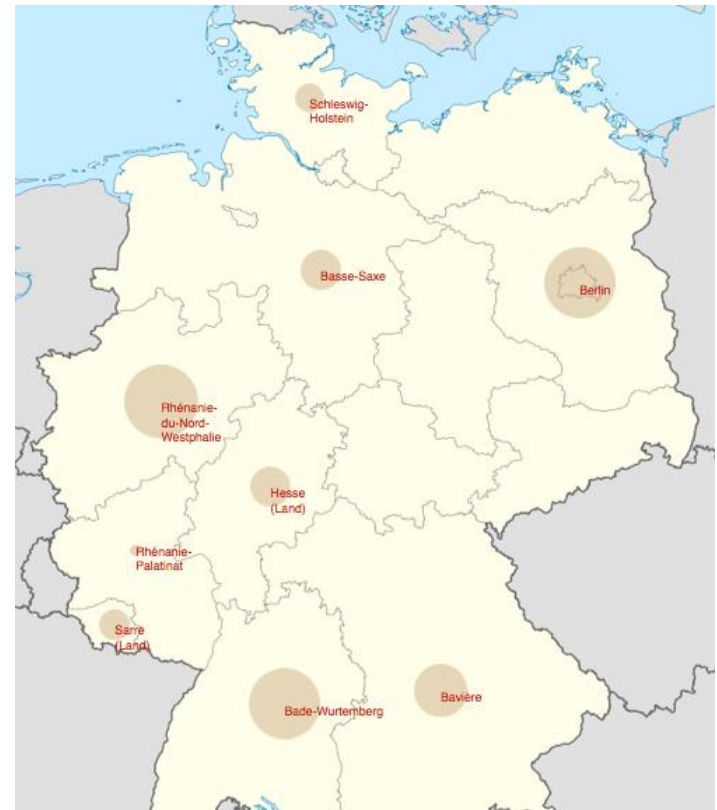 Schleswig-
Holstein
Basse-Saxe
Berlin
Rhénanie-
du-Nord-
Westphalie
Hesse
(Land)
Rhénanie-
Palatinat
Sarre
(Land)
Bavière
Bade-Wurtemberg